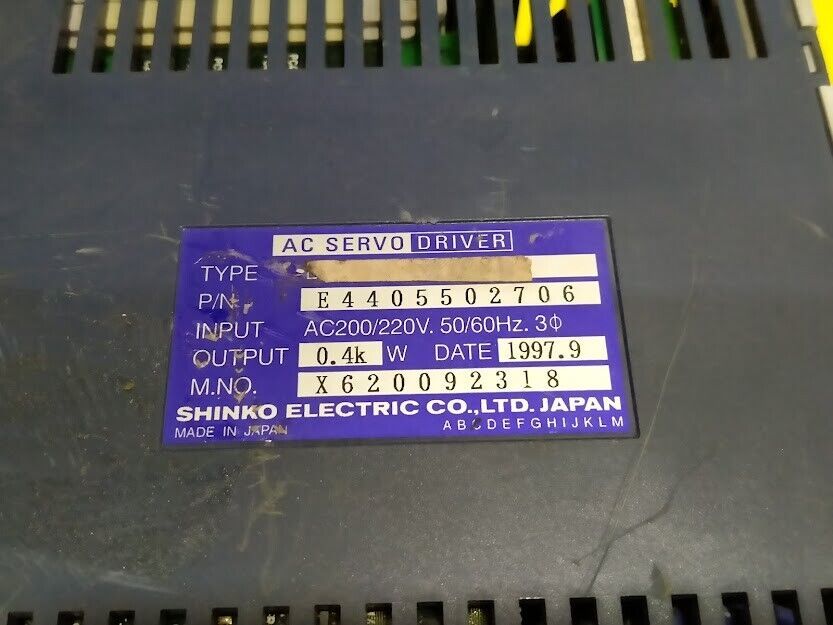 AC SERVO DRIVER
TYPE
P/N. E4405502706
INPUT AC200/220V. 50/60Hz. 3ϕ
OUTPUT 0.4k W DATE 1997.9
M.NO. X620092318
SHINKO ELECTRIC CO.,LTD. JAPAN
MADE IN JAPAN ABCDEFGHIJKLM